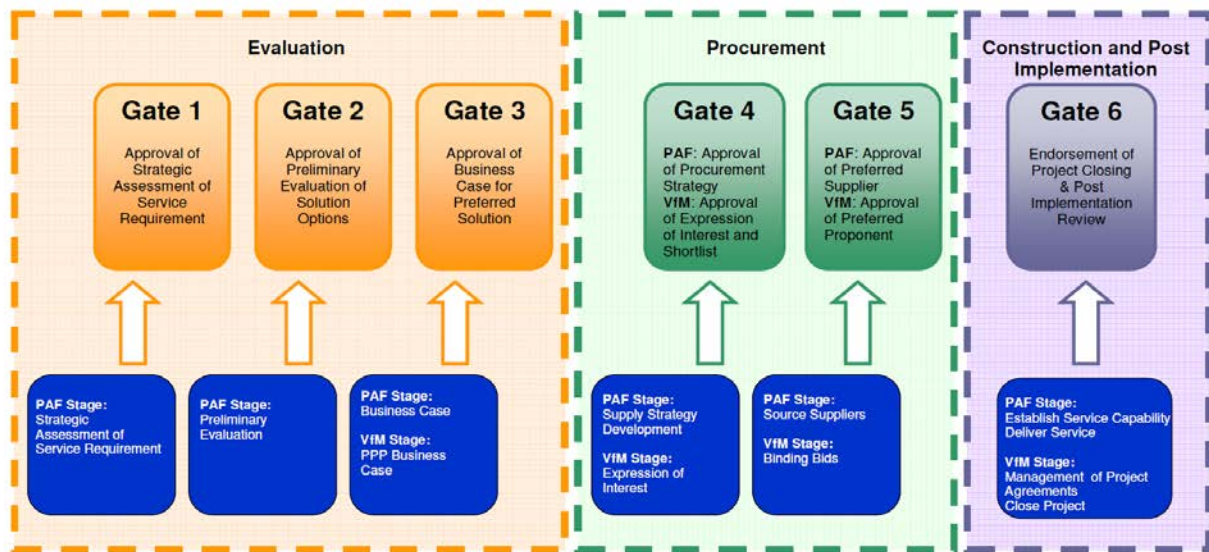 Evaluation
Gate 1
Approval of
Strategic
Assessment of
Service
Requirement
Gate 2
Approval of
Preliminary
Evaluation of
Solution
Options
Gate 3
Approval of
Business
Case for
Preferred
Solution
PAF Stage:
Strategic
Assessment of
Service Requirement
PAF Stage:
Preliminary
Evaluation
PAF Stage:
Business Case
VfM Stage:
PPP Business
Case
Procurement
Gate 4
PAF: Approval
of Procurement
Strategy
VfM: Approval
of Expression
of Interest and
Shortlist
Gate 5
PAF: Approval
of Preferred
Supplier
VfM: Approval
of Preferred
Proponent
PAF Stage:
Supply Strategy
Development
VfM Stage:
Expression of
Interest
PAF Stage:
Source Suppliers
VfM Stage:
Binding Bids
Construction and Post
Implementation
Gate 6
Endorsement of
Project Closing
& Post
Implementation
Review
PAF Stage:
Establish Service Capability
Deliver Service
VfM Stage:
Management of Project
Agreements
Close Project